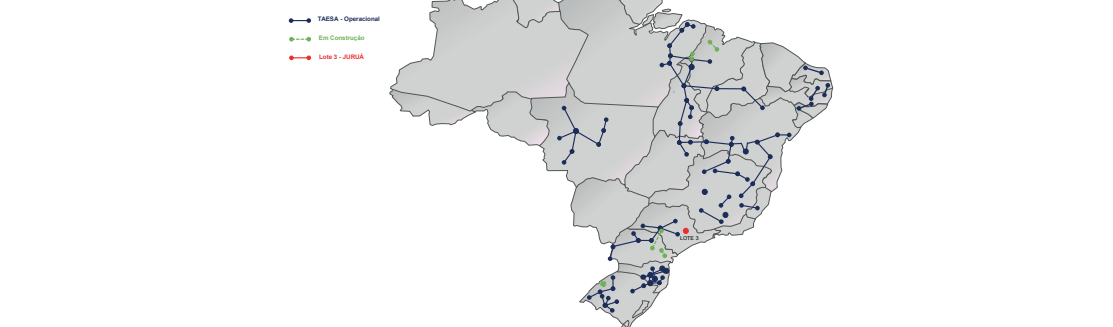 TAESA - Operacional
Em Construção
Lote 3 - JURUÁ
LOTE 3